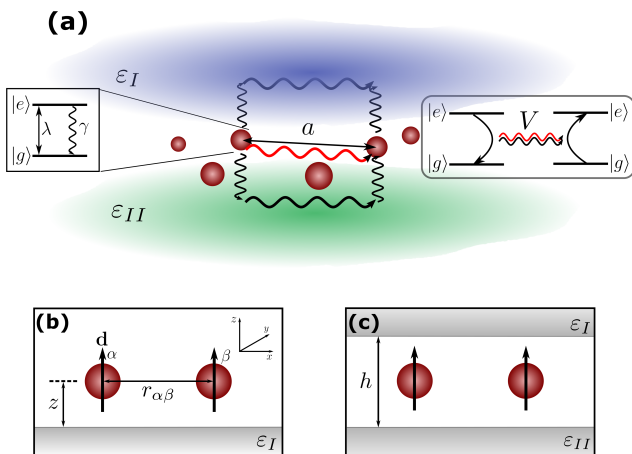 (a)
ε_I
|e⟩
λ
γ
|g⟩
a
|e⟩
V
|e⟩
|g⟩
|g⟩
ε_II
(b)
d
α
β
z
y
x
r_αβ
z
ε_I
(c)
ε_I
h
ε_II